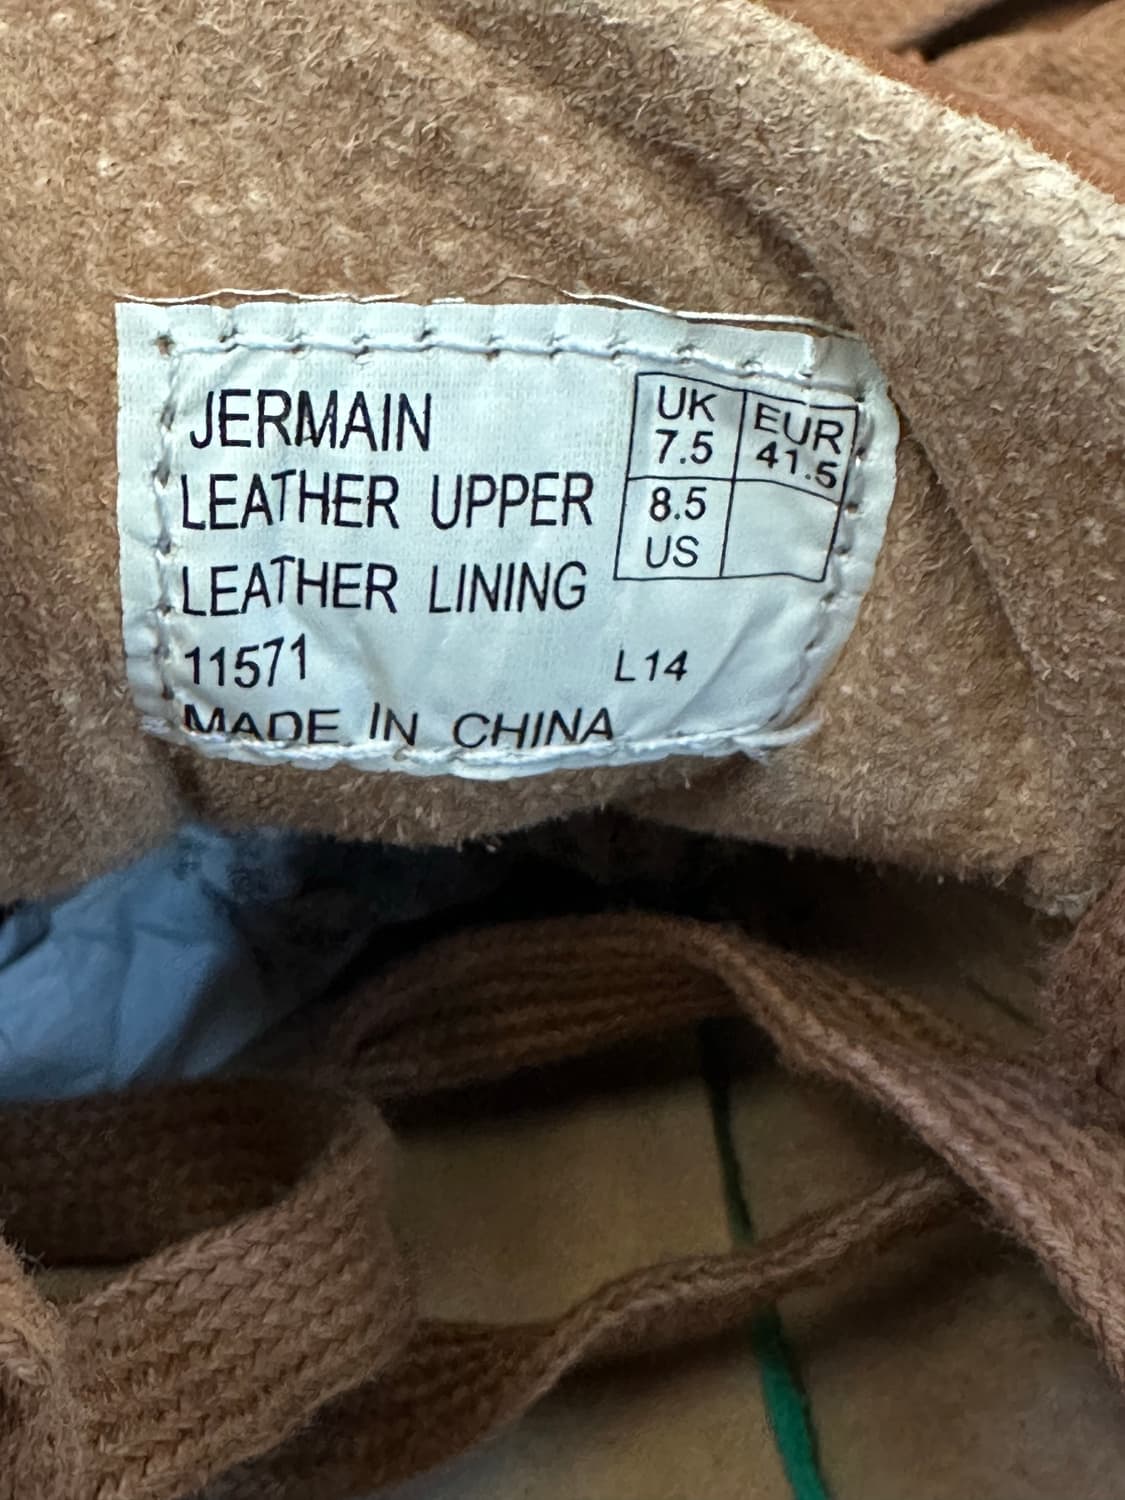 JERMAIN
LEATHER UPPER
LEATHER LINING
11571
L14
MADE IN CHINA
UK
7.5
EUR
41.5
8.5
US